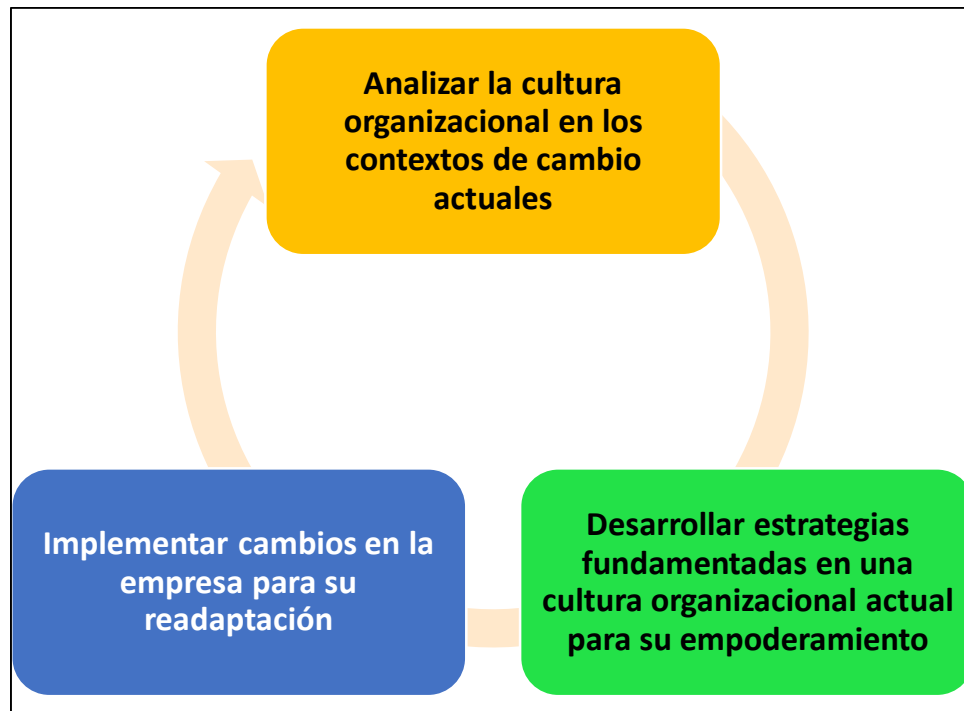 Analizar la cultura
organizacional en los
contextos de cambio
actuales
Implementar cambios en la
empresa para su
readaptación
Desarrollar estrategias
fundamentadas en una
cultura organizacional actual
para su empoderamiento